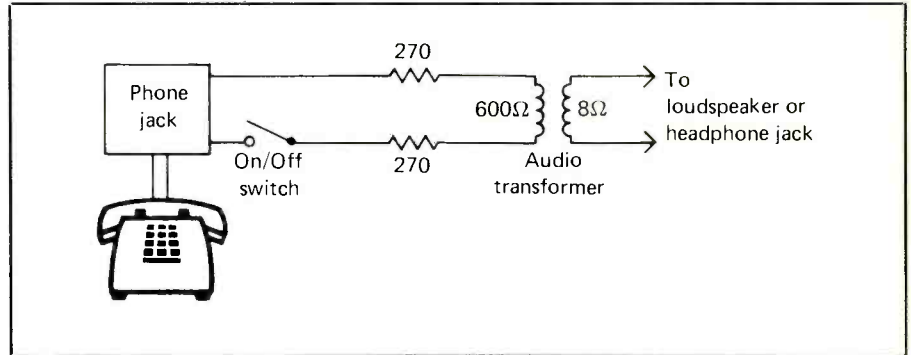 270
Phone
jack
600Ω
8Ω
To
loudspeaker or
headphone jack
On/Off
switch
270
Audio
transformer